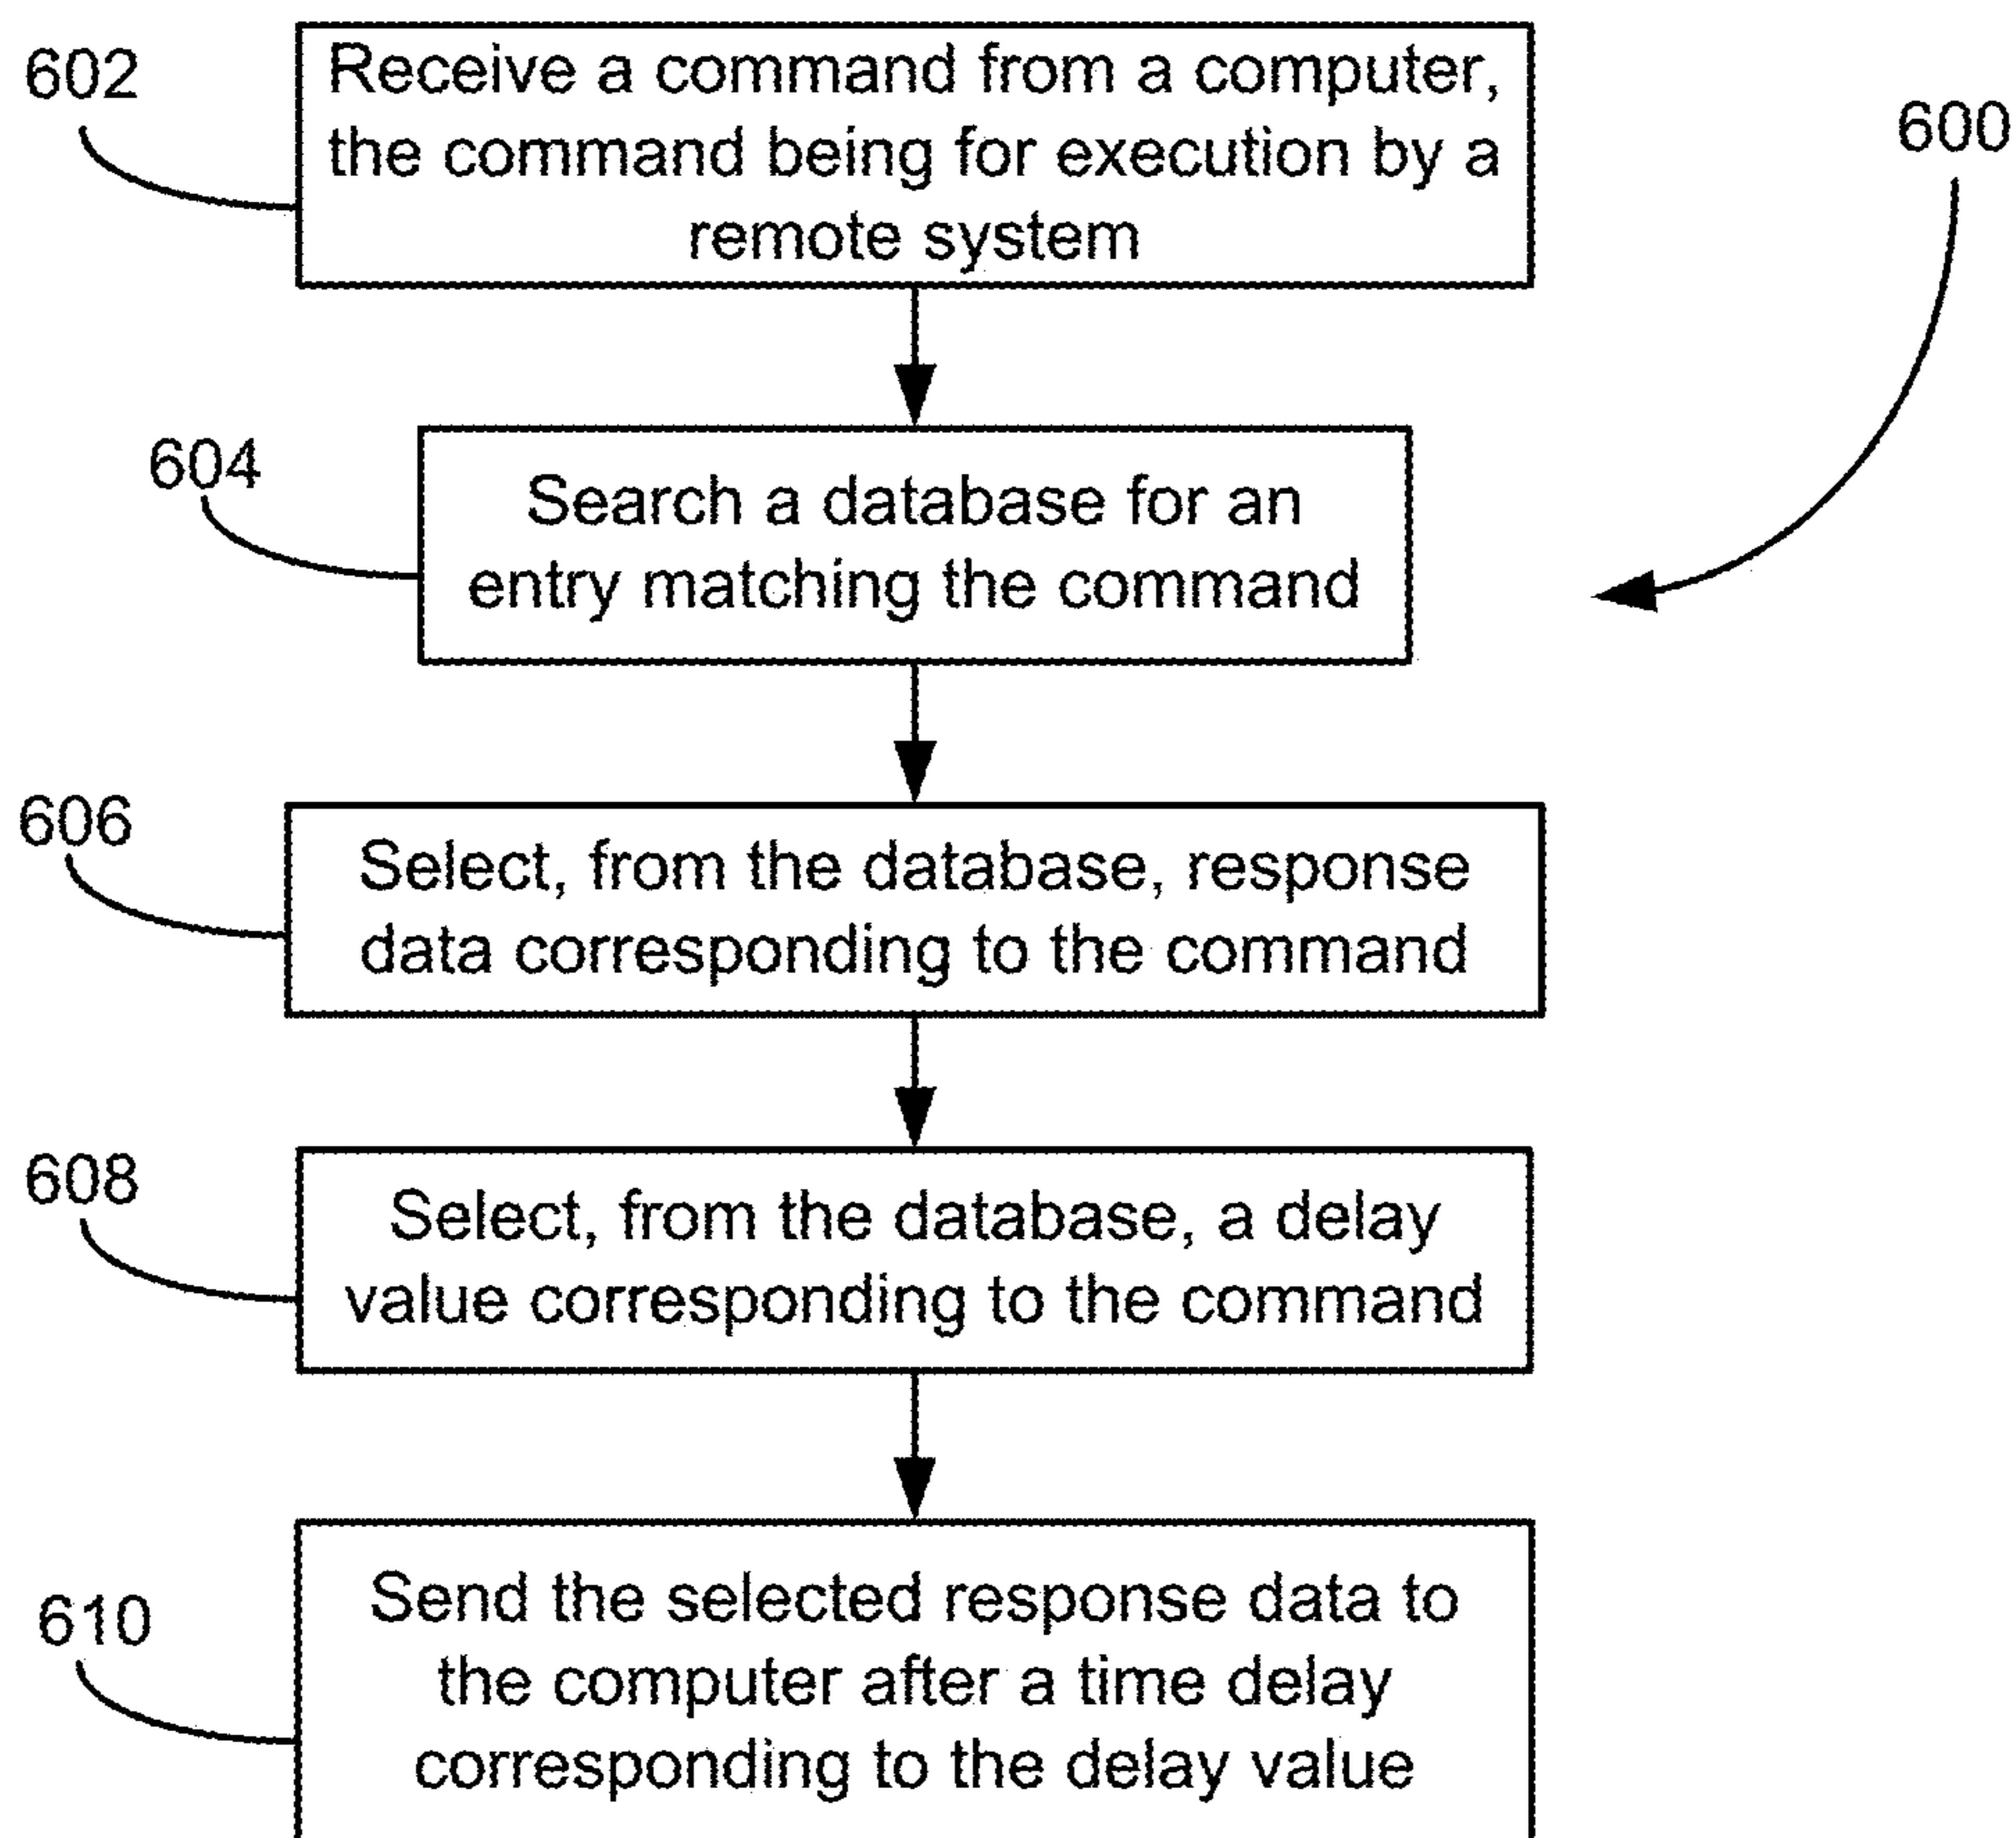 602
Receive a command from a computer,
the command being for execution by a
remote system
600
604
Search a database for an
entry matching the command
606
Select, from the database, response
data corresponding to the command
608
Select, from the database, a delay
value corresponding to the command
610
Send the selected response data to
the computer after a time delay
corresponding to the delay value